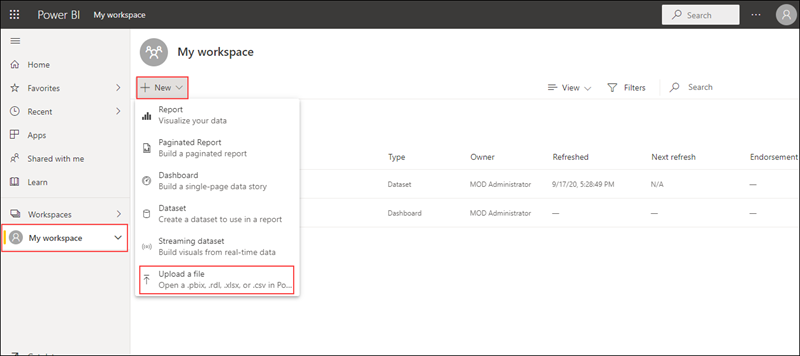 Power BI My workspace
Search
Home
Favorites
Recent
Apps
Shared with me
Learn
Workspaces
My workspace
My workspace
New
View
Filters
Search
Report
Visualize your data
Paginated Report
Build a paginated report
Dashboard
Build a single-page data story
Dataset
Create a dataset to use in a report
Streaming dataset
Build visuals from real-time data
Upload a file
Open a .pbix, .rdl, .xlsx, or .csv in Po...
Type Owner Refreshed Next refresh Endorsement
Dataset MOD Administrator 9/17/20, 5:28:49 PM N/A —
Dashboard MOD Administrator — — —